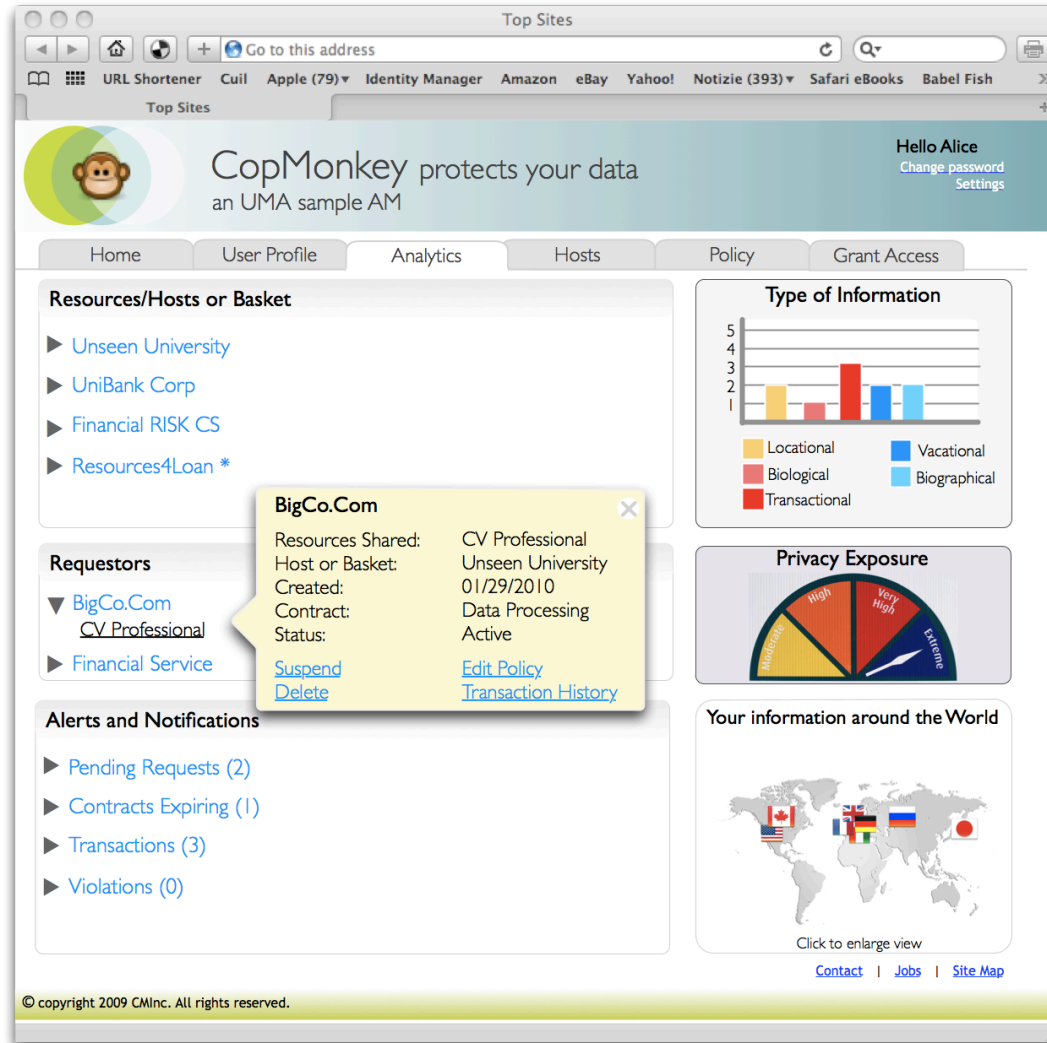 Top Sites
Go to this address
Q
URL Shortener Cuil Apple (79) Identity Manager Amazon eBay Yahoo! Notizie (393) Safari eBooks Babel Fish
Top Sites
CopMonkey protects your data
an UMA sample AM
Hello Alice
Change password
Settings
Home User Profile Analytics Hosts Policy Grant Access
Resources/Hosts or Basket
Unseen University
UniBank Corp
Financial RISK CS
Resources4Loan *
Type of Information
5
4
3
2
1
Locational
Biological
Transactional
Vacational
Biographical
Requestors
BigCo.Com
CV Professional
Financial Service
BigCo.Com
Resources Shared: CV Professional
Host or Basket: Unseen University
Created: 01/29/2010
Contract: Data Processing
Status: Active
Suspend Edit Policy
Delete Transaction History
Privacy Exposure
Moderate
High
Very High
Extreme
Alerts and Notifications
Pending Requests (2)
Contracts Expiring (1)
Transactions (3)
Violations (0)
Your information around the World
Click to enlarge view
Contact | Jobs | Site Map
© copyright 2009 CMInc. All rights reserved.